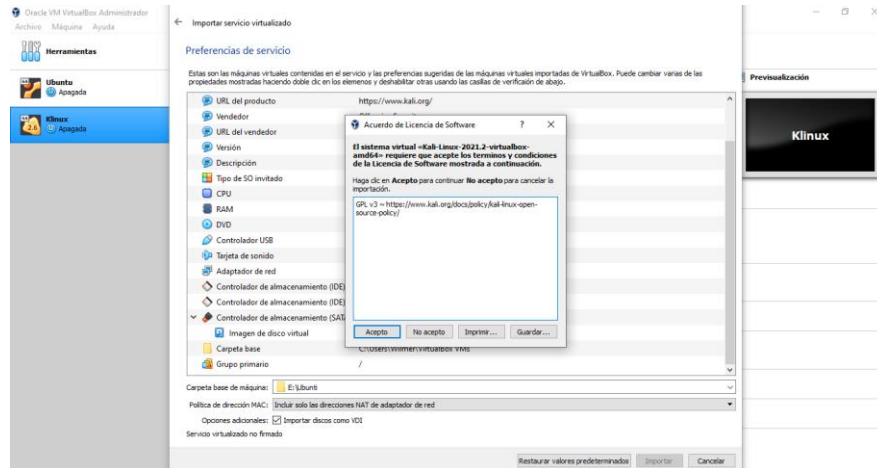 Oracle VM VirtualBox Administrador
Archivo Máquina Ayuda
Herramientas
Ubuntu
Apagada
Klinux
Apagada
Importar servicio virtualizado
Preferencias de servicio
Estas son las máquinas virtuales contenidas en el servicio y las preferencias sugeridas de las máquinas virtuales importadas de VirtualBox. Puede cambiar varias de las
propiedades mostradas haciendo doble clic en los elemenos y deshabilitar otras usando las casillas de verificaión de abajo.
URL del producto https://www.kali.org/
Vendedor
URL del vendedor
Versión
Descripción
Tipo de SO invitado
CPU
RAM
DVD
Controlador USB
Tarjeta de sonido
Adaptador de red
Controlador de almacenamiento (IDE)
Controlador de almacenamiento (IDE)
Controlador de almacenamiento (SATA
Imagen de disco virtual
Carpeta base C:\Users\Wilmer\VirtualBox VMs
Grupo primario /
Acuerdo de Licencia de Software ? ×
El sistema virtual «Kali-Linux-2021.2-virtualbox-
amd64» requiere que acepte los terminos y condiciones
de la Licencia de Software mostrada a continuación.
Haga clic en Acepto para continuar No acepto para cancelar la
importación.
GPL v3 ~ https://www.kali.org/docs/policy/kali-linux-open-
source-policy/
Acepto No acepto Imprimir... Guardar...
Carpeta base de máquina: E:\Ubunti
Política de dirección MAC: Incluir solo las direcciones NAT de adaptador de red
Opciones adicionales: Importar discos como VDI
Servicio virtualizado no firmado
Restaurar valores predeterminados Importar Cancelar
Previsualización
Klinux